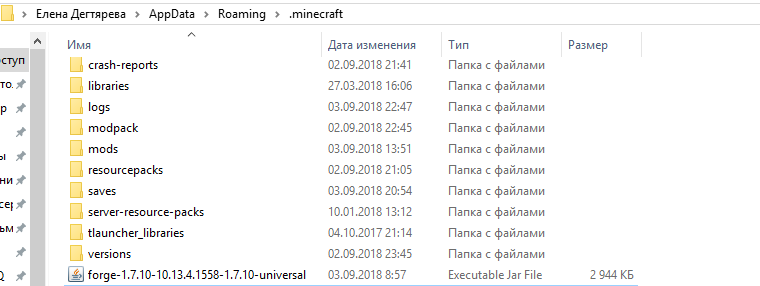 Елена Дегтярева > AppData > Roaming > .minecraft
Имя Дата изменения Тип Размер
оступ crash-reports 02.09.2018 21:41 Папка с файлами
libraries 27.03.2018 16:06 Папка с файлами
logs 03.09.2018 22:47 Папка с файлами
modpack 02.09.2018 22:45 Папка с файлами
mods 03.09.2018 13:51 Папка с файлами
resourcepacks 02.09.2018 21:05 Папка с файлами
saves 03.09.2018 20:54 Папка с файлами
server-resource-packs 10.01.2018 13:12 Папка с файлами
tlauncher_libraries 04.10.2017 21:14 Папка с файлами
versions 02.09.2018 23:45 Папка с файлами
forge-1.7.10-10.13.4.1558-1.7.10-universal 03.09.2018 8:57 Executable Jar File 2 944 КБ